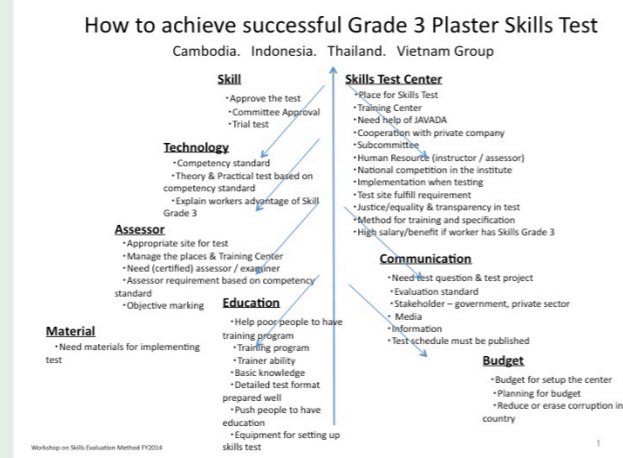 How to achieve successful Grade 3 Plaster Skills Test
Cambodia. Indonesia. Thailand. Vietnam Group
Skill
•Approve the test
•Committee Approval
•Trial test
Technology
•Competency standard
•Theory & Practical test based on
competency standard
•Explain workers advantage of Skill
Grade 3
Assessor
•Appropriate site for test
•Manage the places & Training Center
•Need (certified) assessor / examiner
•Assessor requirement based on competency
standard
•Objective marking
Material
•Need materials for implementing
test
Education
•Help poor people to have
training program
•Training program
•Trainer ability
•Basic knowledge
•Detailed test format
prepared well
•Push people to have
education
•Equipment for setting up
skills test
Skills Test Center
•Place for Skills Test
•Training Center
•Need help of JAVADA
•Cooperation with private company
•Subcommittee
•Human Resource (instructor / assessor)
•National competition in the institute
•Implementation when testing
•Test site fulfill requirement
•Justice/equality & transparency in test
•Method for training and specification
•High salary/benefit if worker has Skills Grade 3
Communication
•Need test question & test project
•Evaluation standard
•Stakeholder – government, private sector
• Media
•Information
•Test schedule must be published
Budget
•Budget for setup the center
•Planning for budget
•Reduce or erase corruption in
country
Workshop on Skills Evaluation Method FY2014
1